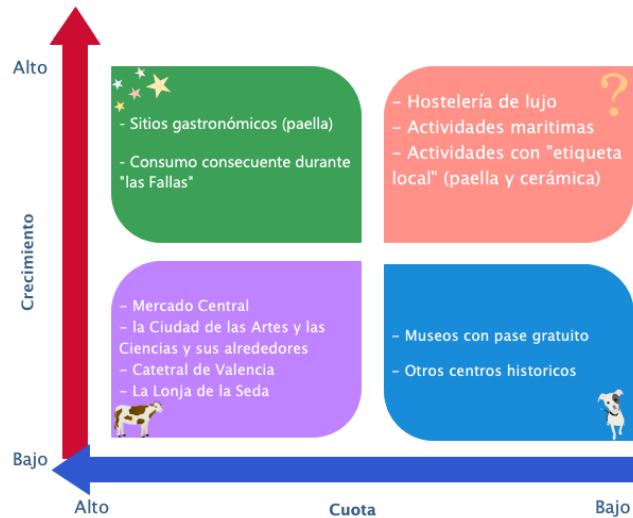 Alto
- Sitios gastronómicos (paella)
- Consumo consecuente durante
"las Fallas"
?
- Hostelería de lujo
- Actividades maritimas
- Actividades con "etiqueta
local" (paella y cerámica)
Crecimiento
- Mercado Central
- la Ciudad de las Artes y las
Ciencias y sus alrededores
- Catetral de Valencia
- La Lonja de la Seda
- Museos con pase gratuito
- Otros centros historicos
Bajo
Alto
Cuota
Bajo